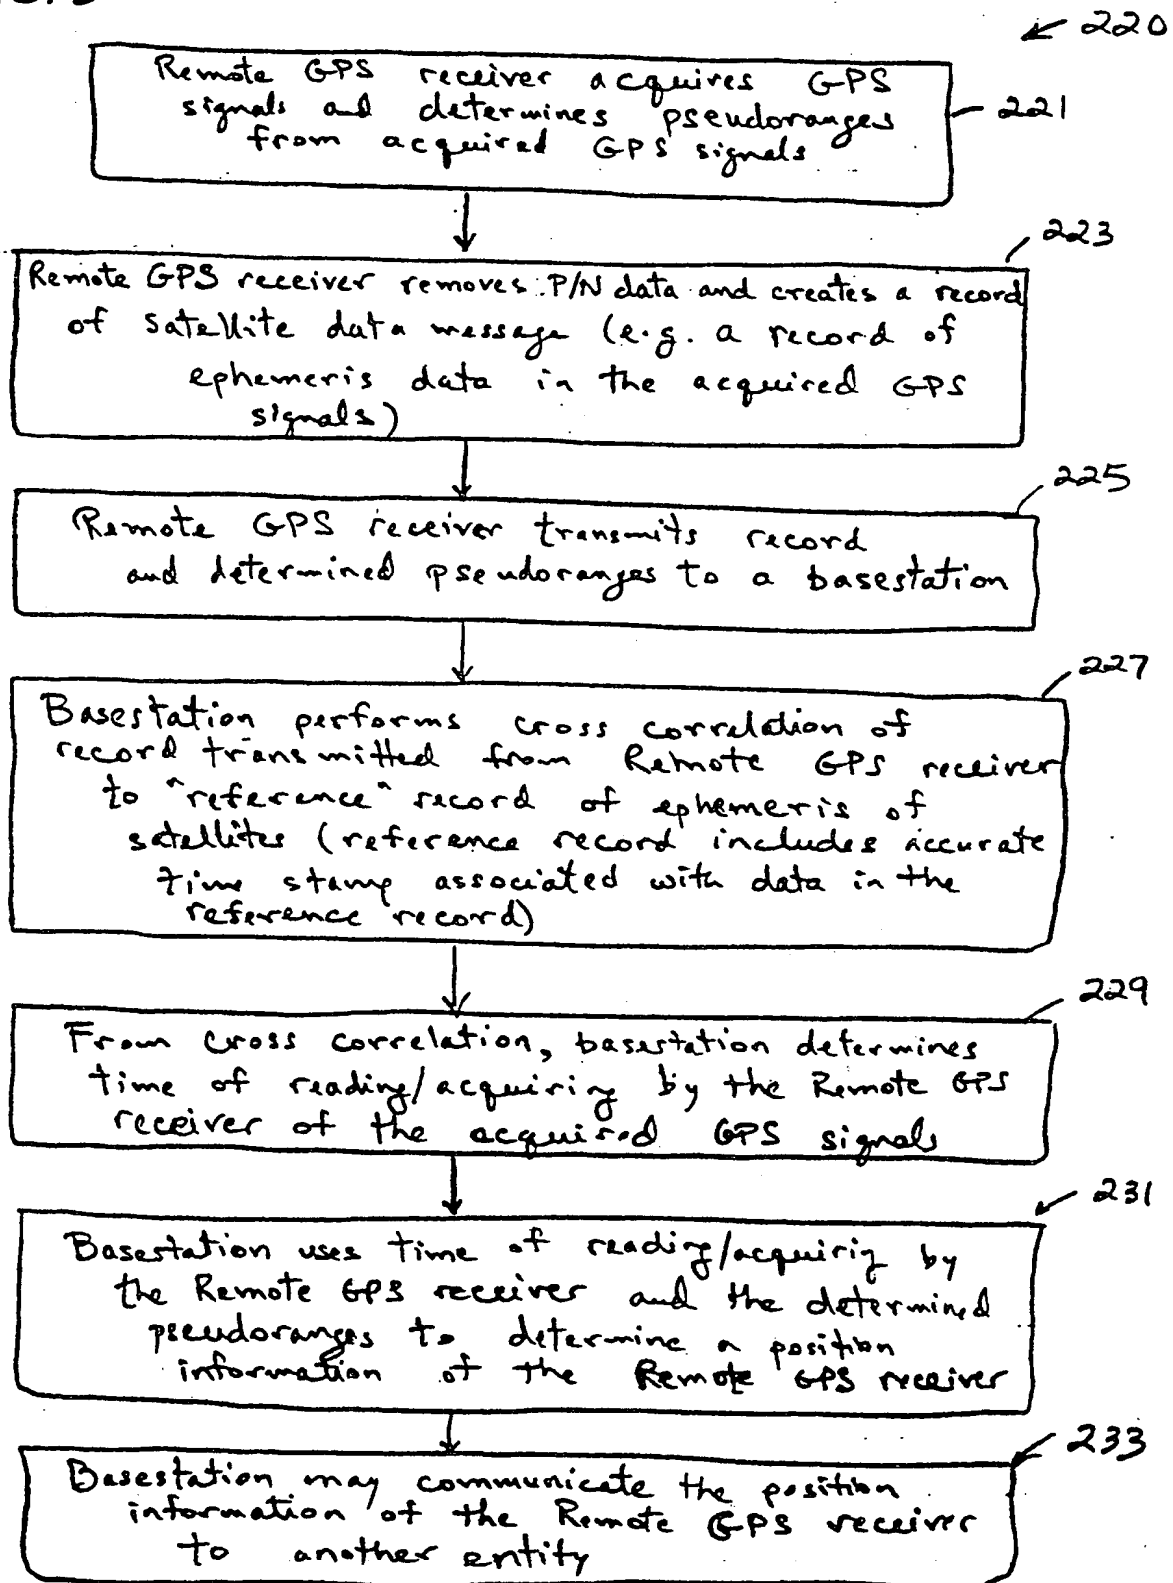 220
Remote GPS receiver acquires GPS
signals and determines pseudoranges
from acquired GPS signals
221
223
Remote GPS receiver removes P/N data and creates a record
of satellite data message (e.g. a record of
ephemeris data in the acquired GPS
signals)
225
Remote GPS receiver transmits record
and determined pseudoranges to a basestation
227
Basestation performs cross correlation of
record transmitted from Remote GPS receiver
to "reference" record of ephemeris of
satellites (reference record includes accurate
time stamp associated with data in the
reference record)
229
From cross correlation, basestation determines
time of reading/acquiring by the Remote GPS
receiver of the acquired GPS signals
231
Basestation uses time of reading/acquirig by
the Remote GPS receiver and the determined
pseudoranges to determine a position
information of the Remote GPS receiver
233
Basestation may communicate the position
information of the Remote GPS receiver
to another entity